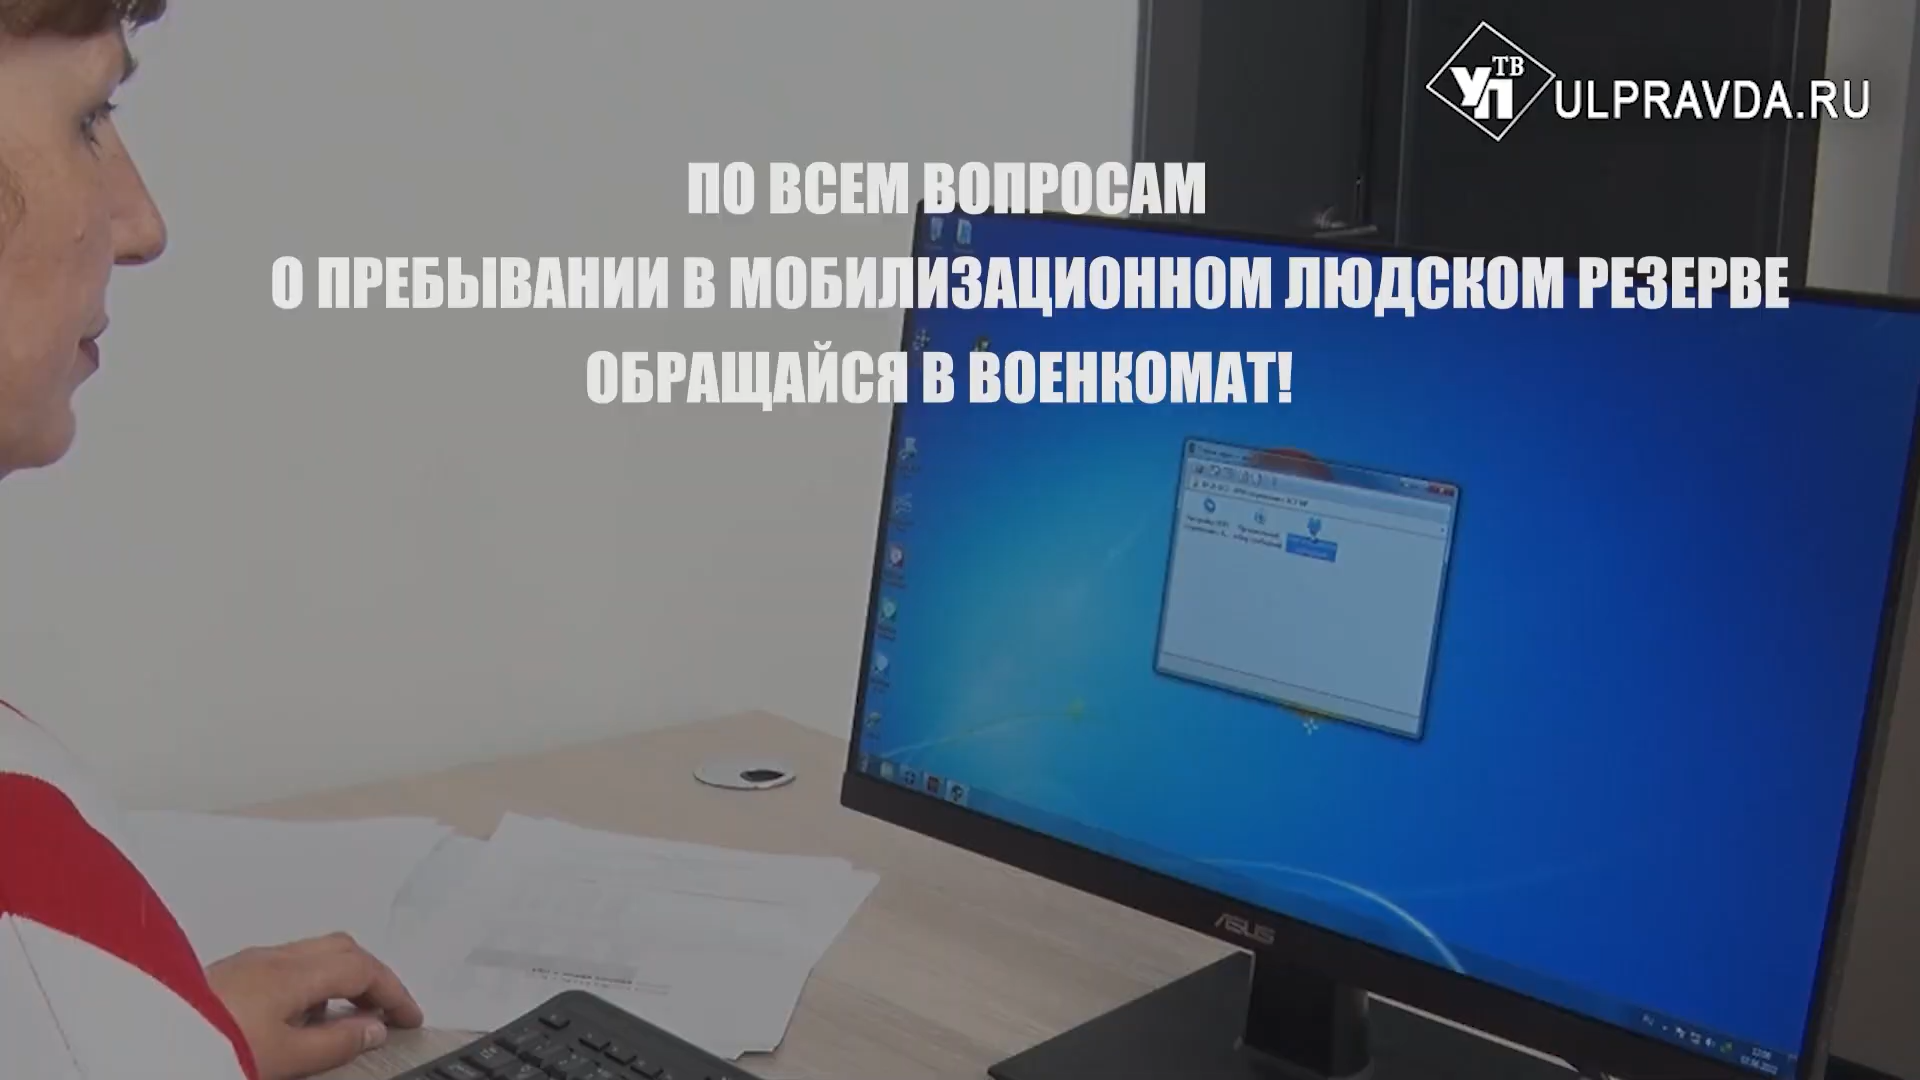 УП ТВ
ULPRAVDA.RU
ПО ВСЕМ ВОПРОСАМ
О ПРЕБЫВАНИИ В МОБИЛИЗАЦИОННОМ ЛЮДСКОМ РЕЗЕРВЕ
ОБРАЩАЙСЯ В ВОЕНКОМАТ!
ASUS